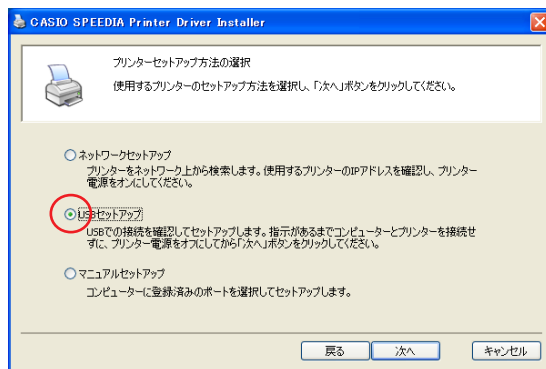 CASIO SPEEDIA Printer Driver Installer
プリンターセットアップ方法の選択
使用するプリンターのセットアップ方法を選択し、「次へ」ボタンをクリックしてください。
ネットワークセットアップ
プリンターをネットワーク上から検索します。使用するプリンターのIPアドレスを確認し、プリンター
電源をオンにしてください。
USBセットアップ
USBでの接続を確認してセットアップします。指示があるまでコンピューターとプリンターを接続せ
ずに、プリンター電源をオフにしてから「次へ」ボタンをクリックしてください。
マニュアルセットアップ
コンピューターに登録済みのポートを選択してセットアップします。
戻る 次へ キャンセル